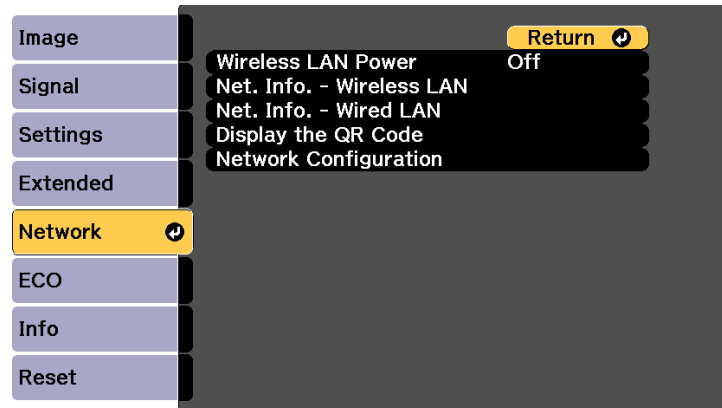 Image
Signal
Settings
Extended
Network
ECO
Info
Reset
Return
Wireless LAN Power Off
Net. Info. - Wireless LAN
Net. Info. - Wired LAN
Display the QR Code
Network Configuration